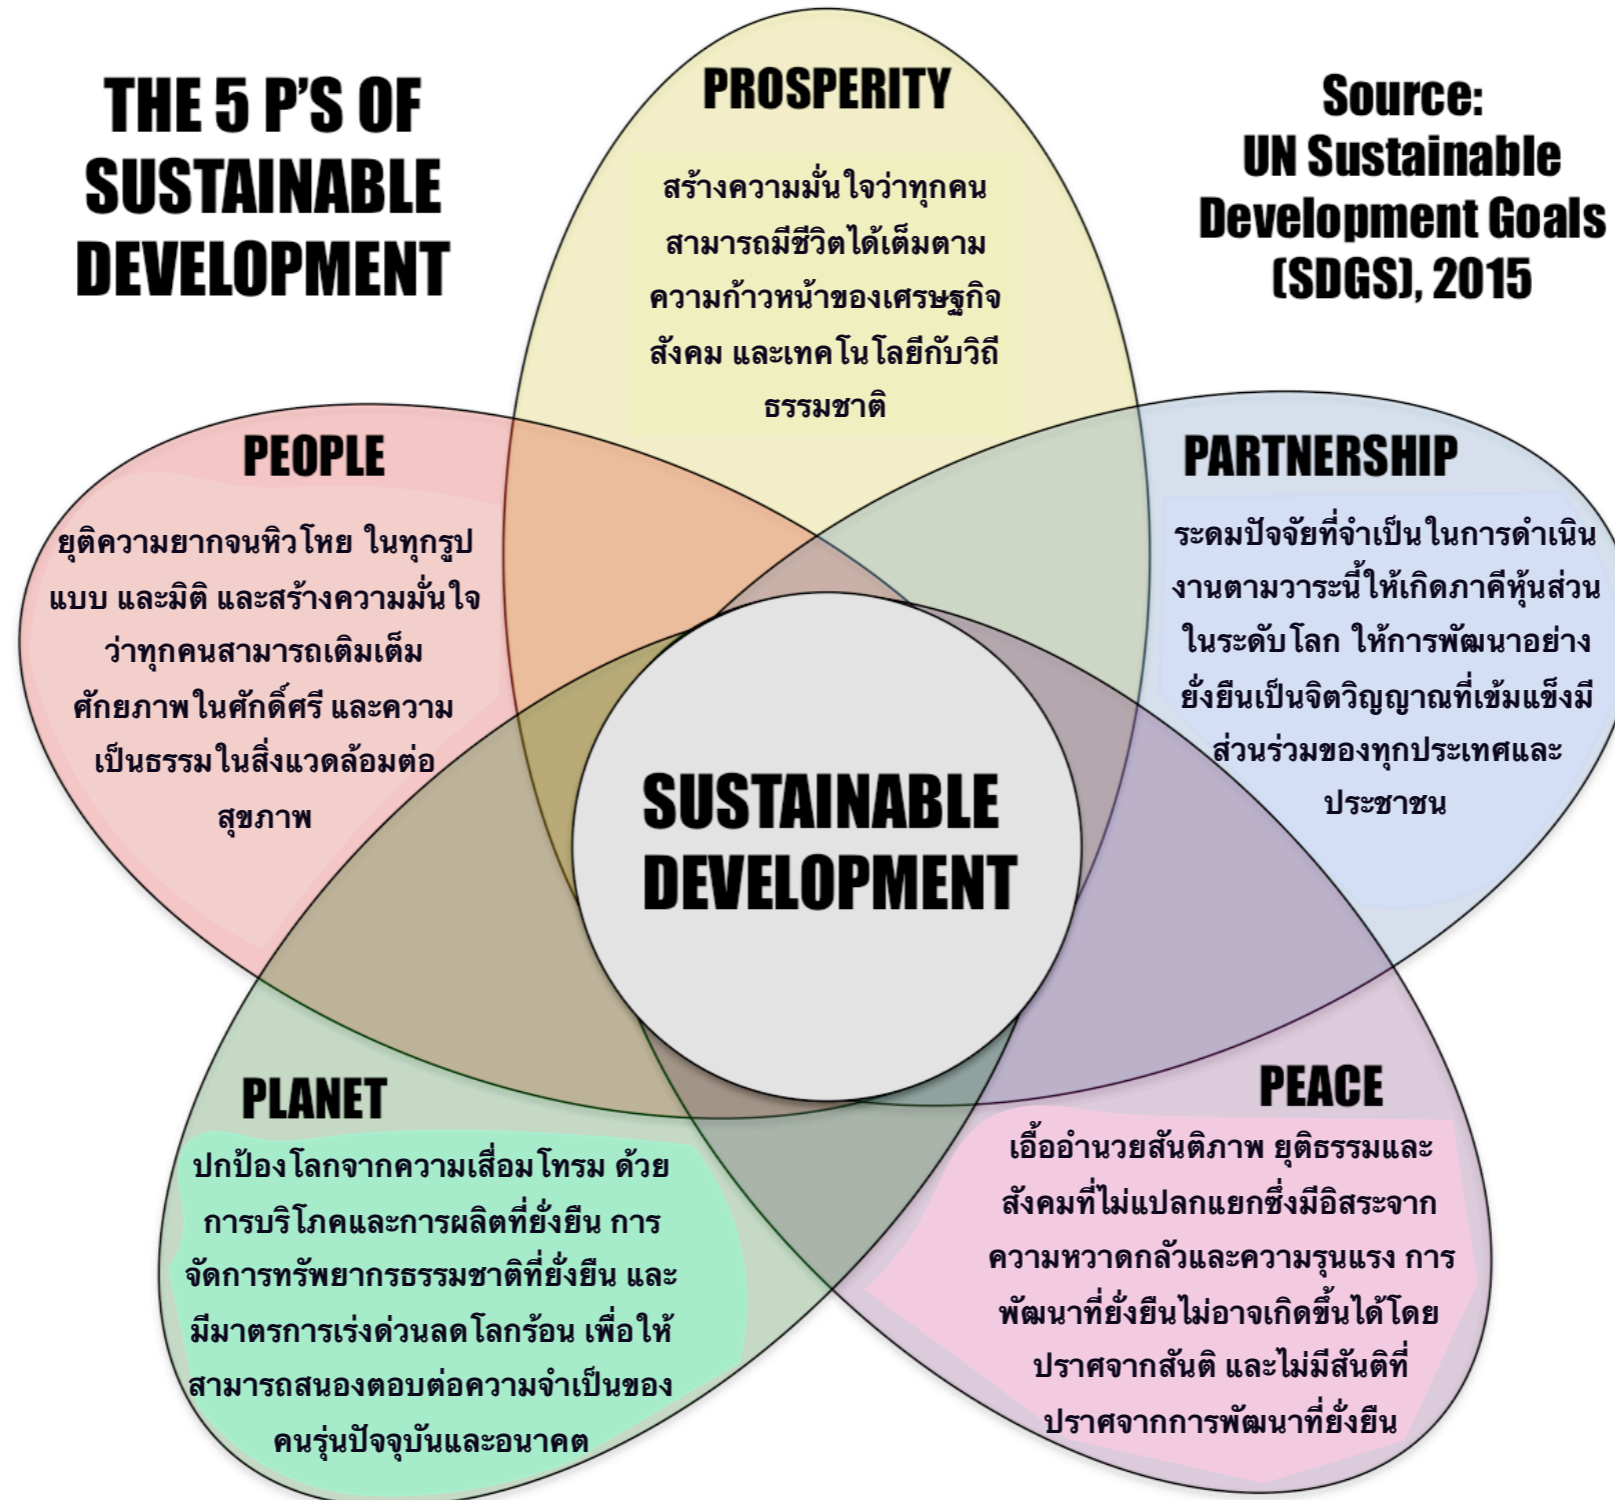 THE 5 P'S OF
SUSTAINABLE
DEVELOPMENT
PROSPERITY
สร้างความมั่นใจว่าทุกคน
สามารถมีชีวิตได้เต็มตาม
ความก้าวหน้าของเศรษฐกิจ
สังคม และเทคโนโลยีกับวิถี
ธรรมชาติ
Source:
UN Sustainable
Development Goals
(SDGS), 2015
PEOPLE
ยุติความยากจนหิวโหย ในทุกรูป
แบบ และมิติ และสร้างความมั่นใจ
ว่าทุกคนสามารถเติมเต็ม
ศักยภาพในศักดิ์ศรี และความ
เป็นธรรมในสิ่งแวดล้อมต่อ
สุขภาพ
PARTNERSHIP
ระดมปัจจัยที่จำเป็นในการดำเนิน
งานตามวาระนี้ให้เกิดภาคีหุ้นส่วน
ในระดับโลก ให้การพัฒนาอย่าง
ยั่งยืนเป็นจิตวิญญาณที่เข้มแข็งมี
ส่วนร่วมของทุกประเทศและ
ประชาชน
SUSTAINABLE
DEVELOPMENT
PLANET
ปกป้องโลกจากความเสื่อมโทรม ด้วย
การบริโภคและการผลิตที่ยั่งยืน การ
จัดการทรัพยากรธรรมชาติที่ยั่งยืน และ
มีมาตรการเร่งด่วนลดโลกร้อน เพื่อให้
สามารถสนองตอบต่อความจำเป็นของ
คนรุ่นปัจจุบันและอนาคต
PEACE
เอื้ออำนวยสันติภาพ ยุติธรรมและ
สังคมที่ไม่แปลกแยกซึ่งมีอิสระจาก
ความหวาดกลัวและความรุนแรง การ
พัฒนาที่ยั่งยืนไม่อาจเกิดขึ้นได้โดย
ปราศจากสันติ และไม่มีสันติที่
ปราศจากการพัฒนาที่ยั่งยืน